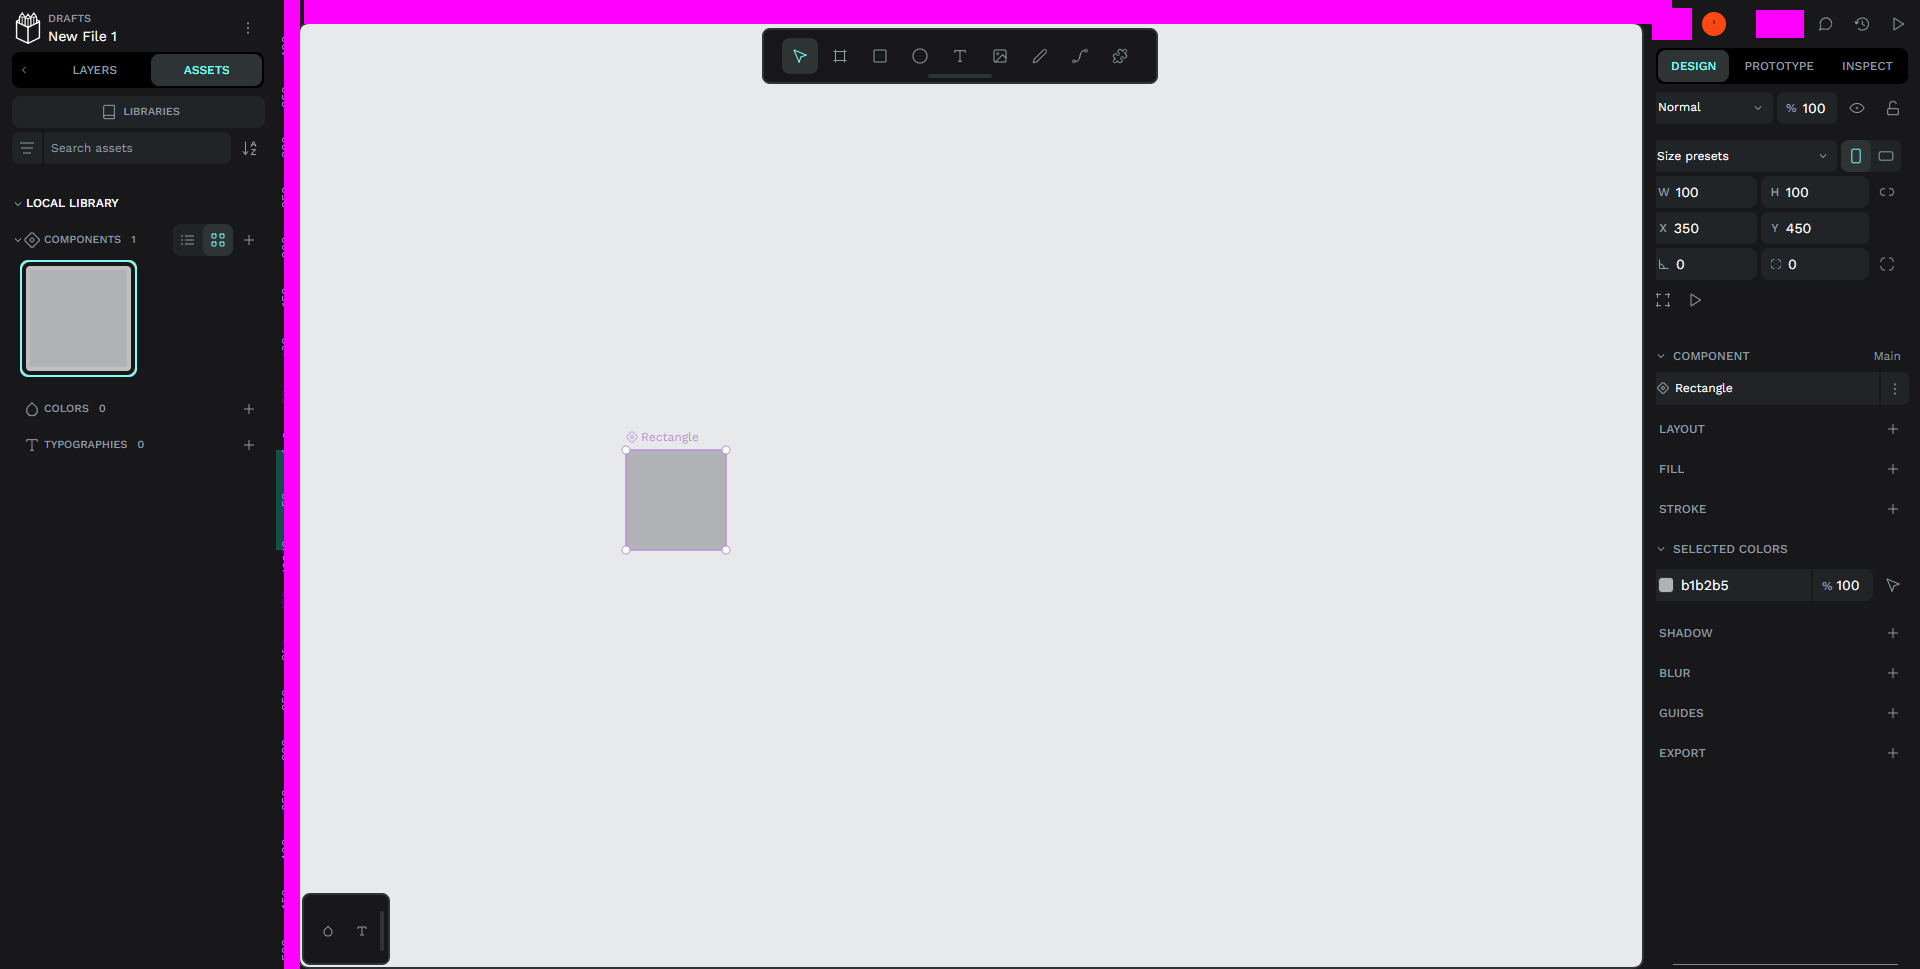 DRAFTS
New File 1
LAYERS
ASSETS
LIBRARIES
Search assets
LOCAL LIBRARY
COMPONENTS 1
COLORS 0
TYPOGRAPHIES 0
Rectangle
DESIGN
PROTOTYPE
INSPECT
Normal
% 100
Size presets
W 100
H 100
X 350
Y 450
0
0
COMPONENT
Main
Rectangle
LAYOUT
FILL
STROKE
SELECTED COLORS
b1b2b5
% 100
SHADOW
BLUR
GUIDES
EXPORT